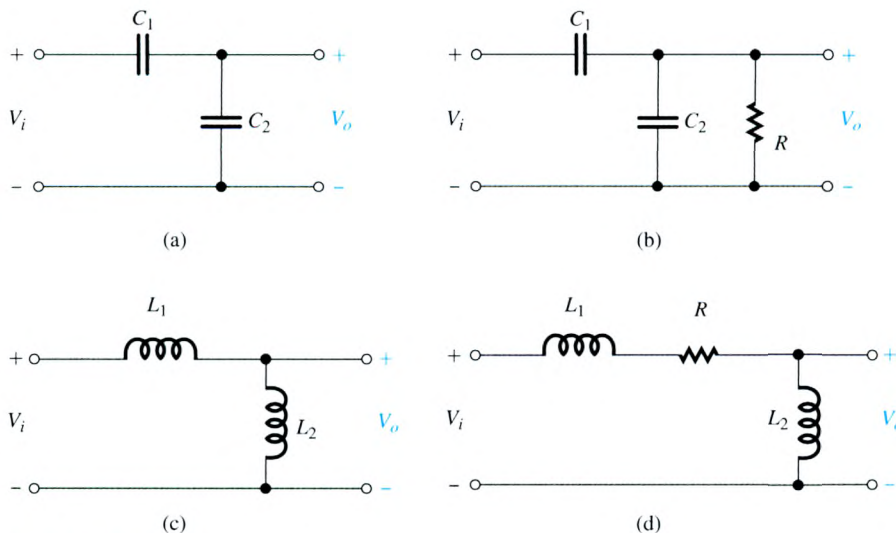 C₁
+ +
Vᵢ C₂ Vₒ
− −
(a)
C₁
+ +
Vᵢ C₂ R Vₒ
− −
(b)
L₁
+ +
Vᵢ L₂ Vₒ
− −
(c)
L₁ R
+ +
Vᵢ L₂
− −
(d)